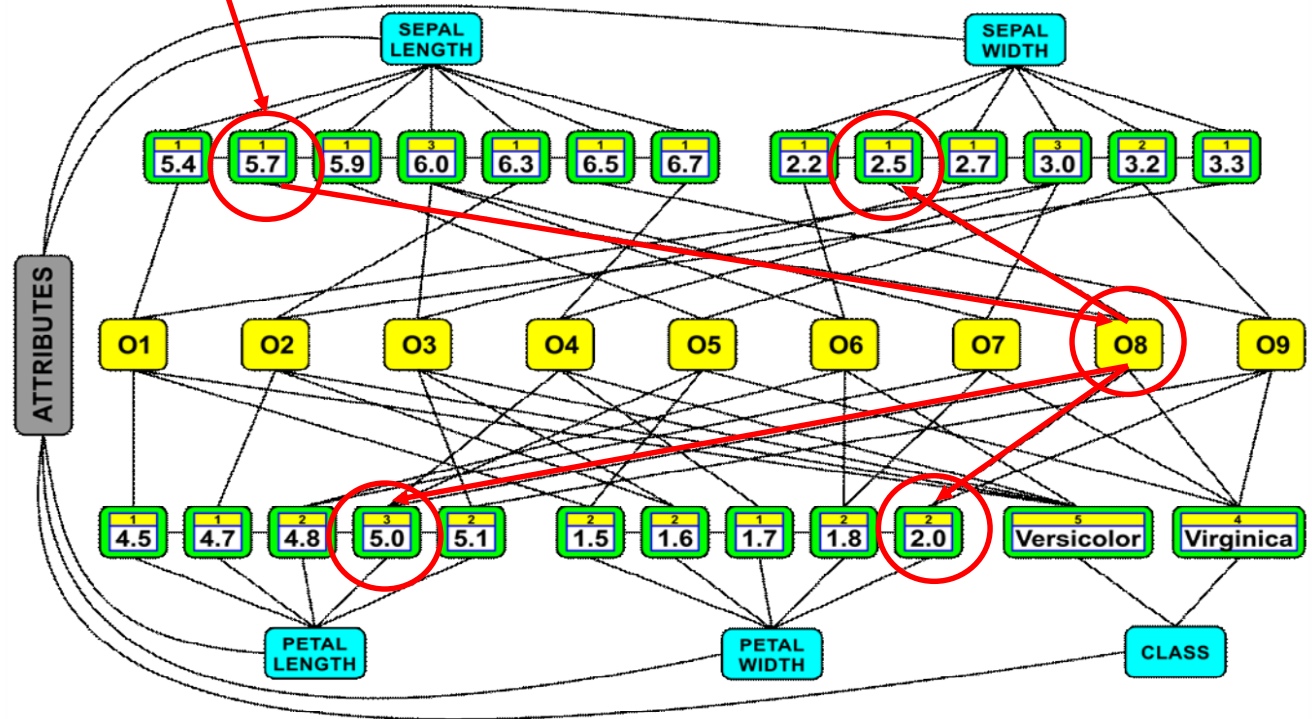 SEPAL
LENGTH
SEPAL
WIDTH
1 1 1 3 1 1 1 1 1 1 3 2 1
5.4 5.7 5.9 6.0 6.3 6.5 6.7 2.2 2.5 2.7 3.0 3.2 3.3
ATTRIBUTES
O1 O2 O3 O4 O5 O6 O7 O8 O9
1 1 2 3 2 2 2 1 2 2 5 4
4.5 4.7 4.8 5.0 5.1 1.5 1.6 1.7 1.8 2.0 Versicolor Virginica
PETAL
LENGTH
PETAL
WIDTH
CLASS